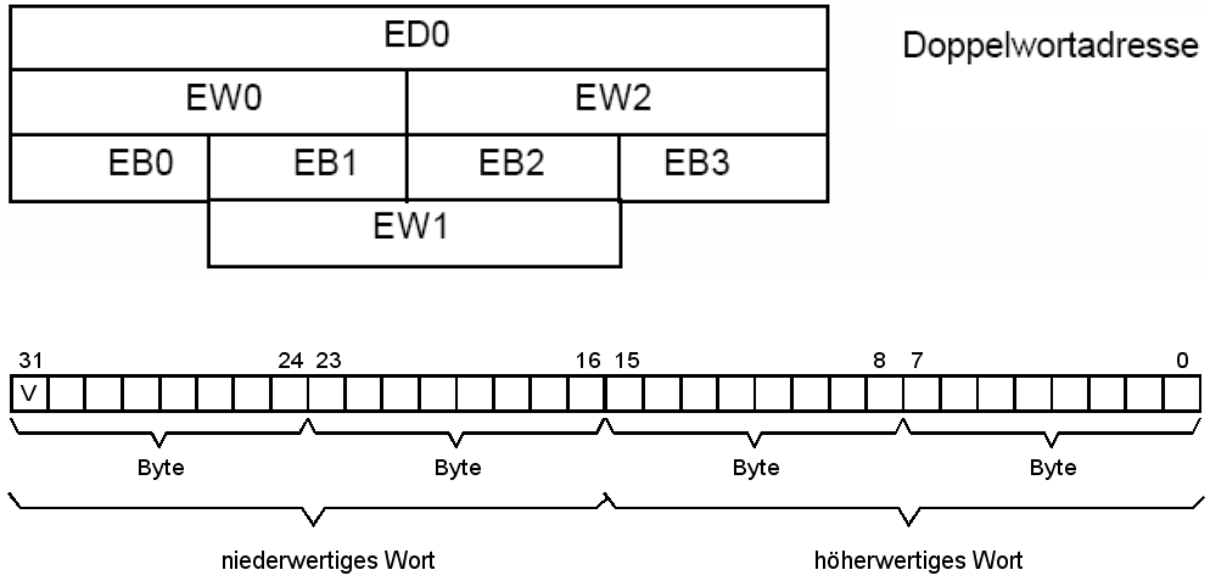 ED0 Doppelwortadresse
EW0 EW2
EB0 EB1 EB2 EB3
EW1
31 24 23 16 15 8 7 0
V
Byte Byte Byte Byte
niederwertiges Wort höherwertiges Wort